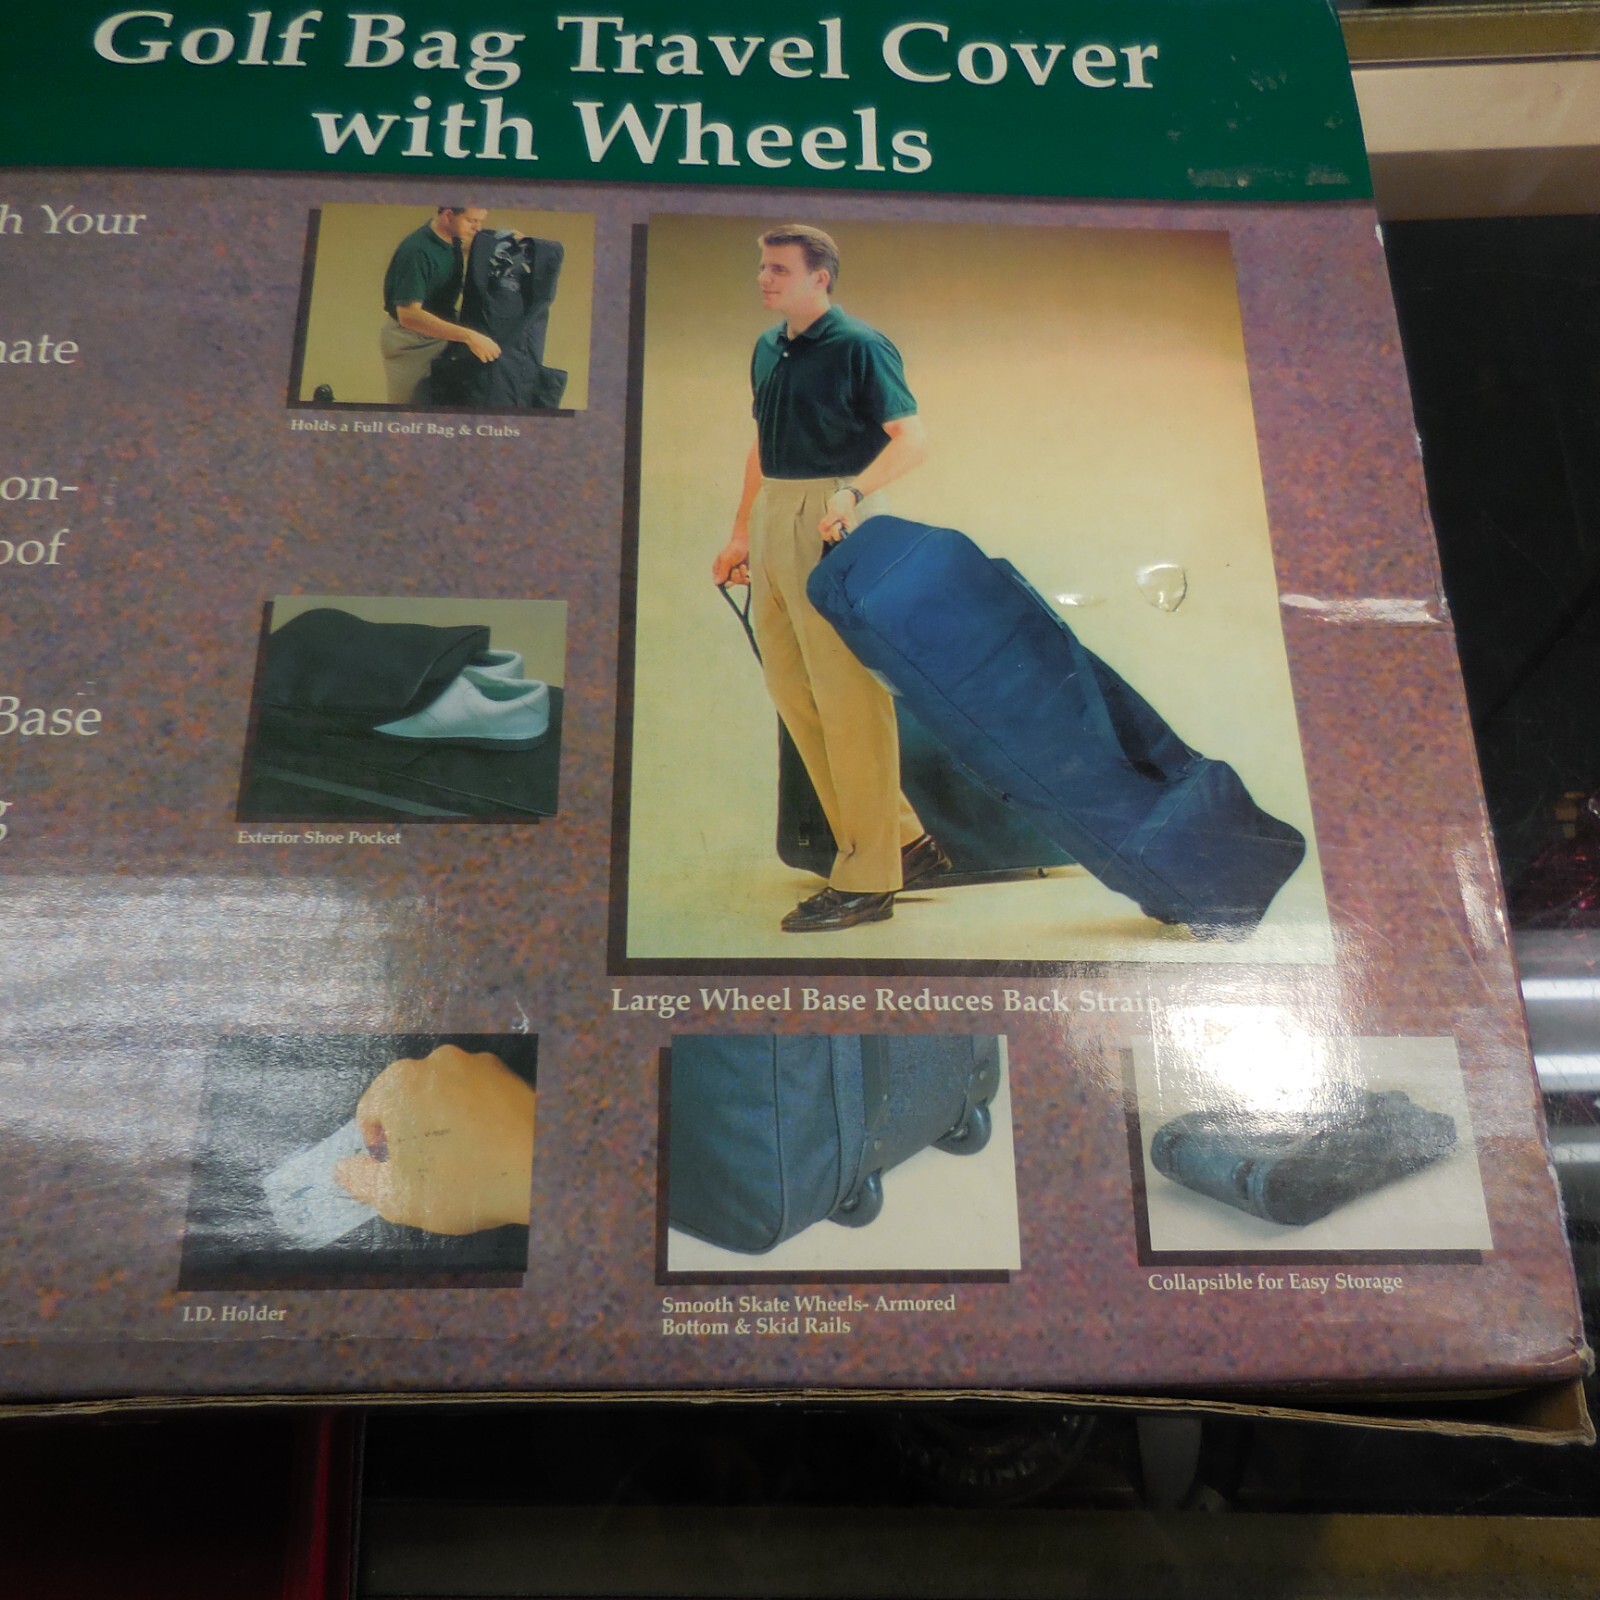 Golf Bag Travel Cover
with Wheels
h Your
nate
on-
oof
Base
g
Holds a Full Golf Bag & Clubs
Exterior Shoe Pocket
Large Wheel Base Reduces Back Strain
I.D. Holder
Smooth Skate Wheels- Armored
Bottom & Skid Rails
Collapsible for Easy Storage